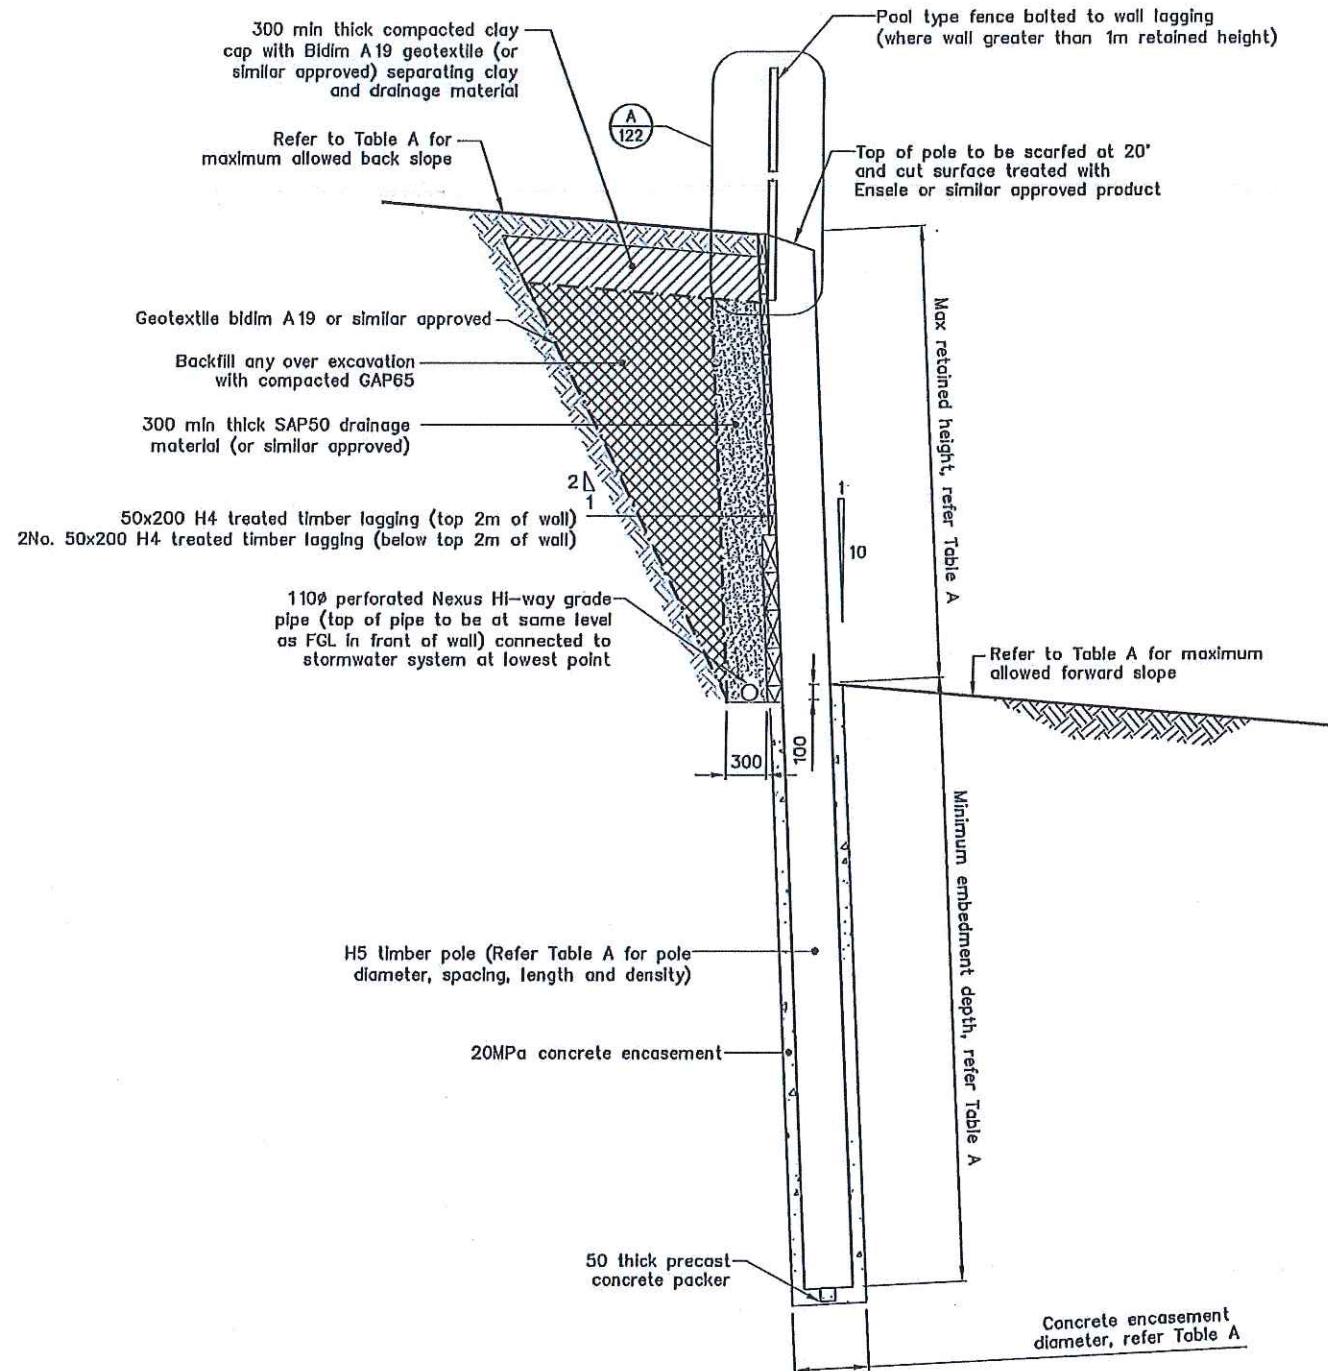 300 min thick compacted clay
cap with Bidim A19 geotextile (or
similar approved) separating clay
and drainage material
Pool type fence bolted to wall lagging
(where wall greater than 1m retained height)
A
122
Refer to Table A for
maximum allowed back slope
Top of pole to be scarfed at 20°
and cut surface treated with
Ensele or similar approved product
Geotextile bidim A19 or similar approved
Backfill any over excavation
with compacted GAP65
300 min thick SAP50 drainage
material (or similar approved)
2
1
50x200 H4 treated timber lagging (top 2m of wall)
2No. 50x200 H4 treated timber lagging (below top 2m of wall)
1
10
Max retained height, refer Table A
110ø perforated Nexus Hi-way grade
pipe (top of pipe to be at same level
as FGL in front of wall) connected to
stormwater system at lowest point
Refer to Table A for maximum
allowed forward slope
300
100
Minimum embedment depth, refer Table A
H5 timber pole (Refer Table A for pole
diameter, spacing, length and density)
20MPa concrete encasement
50 thick precast
concrete packer
Concrete encasement
diameter, refer Table A